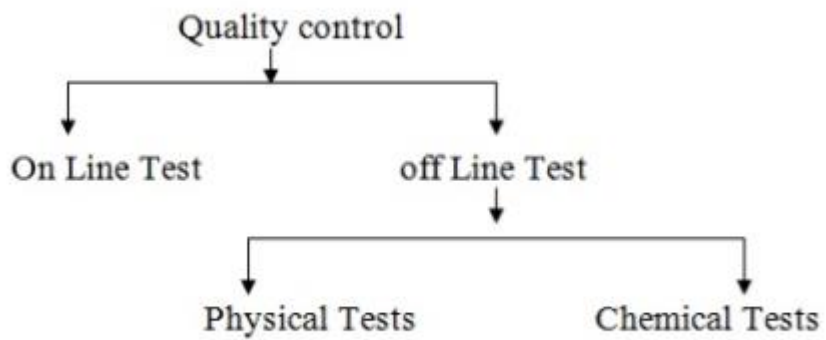 Quality control
On Line Test
off Line Test
Physical Tests
Chemical Tests